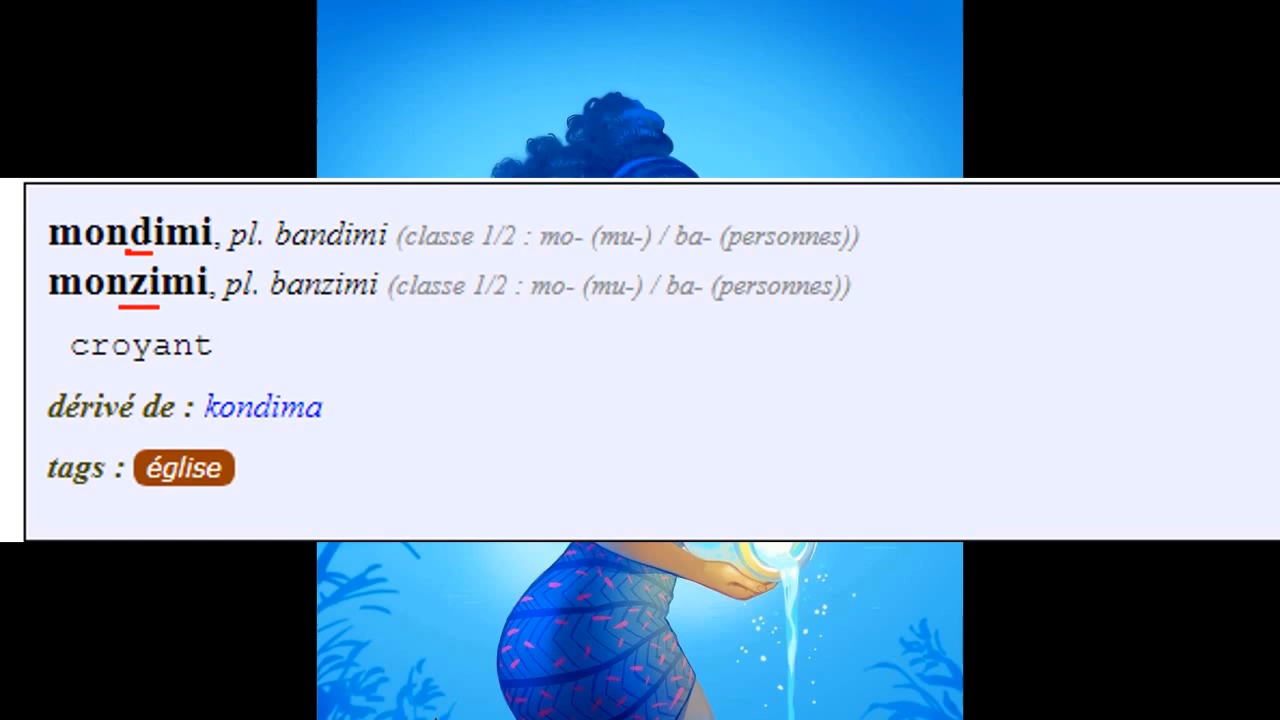 mondimi, pl. bandimi (classe 1/2 : mo- (mu-) / ba- (personnes))
monzimi, pl. banzimi (classe 1/2 : mo- (mu-) / ba- (personnes))
croyant
dérivé de : kondima
tags : église